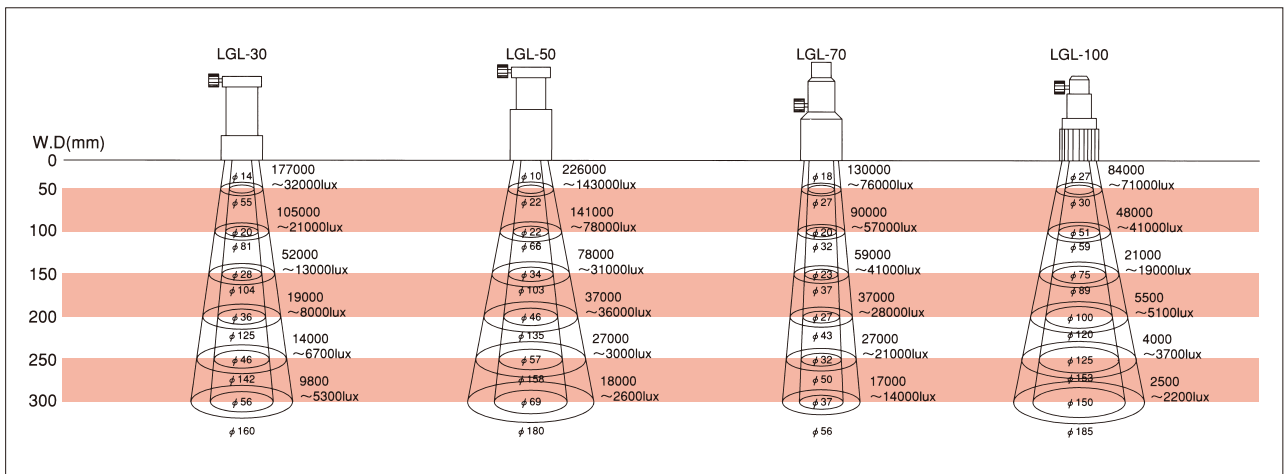 LGL-30 LGL-50 LGL-70 LGL-100
W.D(mm)
0
φ14 177000 φ10 226000 φ18 130000 φ27 84000
50 ~32000lux ~143000lux ~76000lux ~71000lux
φ55 105000 φ22 141000 φ27 90000 φ30 48000
100 φ20 ~21000lux φ22 ~78000lux φ20 ~57000lux φ51 ~41000lux
φ81 52000 φ66 78000 φ32 59000 φ59 21000
150 φ28 ~13000lux φ34 ~31000lux φ23 ~41000lux φ75 ~19000lux
φ104 19000 φ103 37000 φ37 37000 φ89 5500
200 φ36 ~8000lux φ46 ~36000lux φ27 ~28000lux φ100 ~5100lux
φ125 14000 φ135 27000 φ43 27000 φ120 4000
250 φ46 ~6700lux φ57 ~3000lux φ32 ~21000lux φ125 ~3700lux
φ142 9800 φ158 18000 φ50 17000 φ153 2500
300 φ56 ~5300lux φ69 ~2600lux φ37 ~14000lux φ150 ~2200lux
φ160 φ180 φ56 φ185